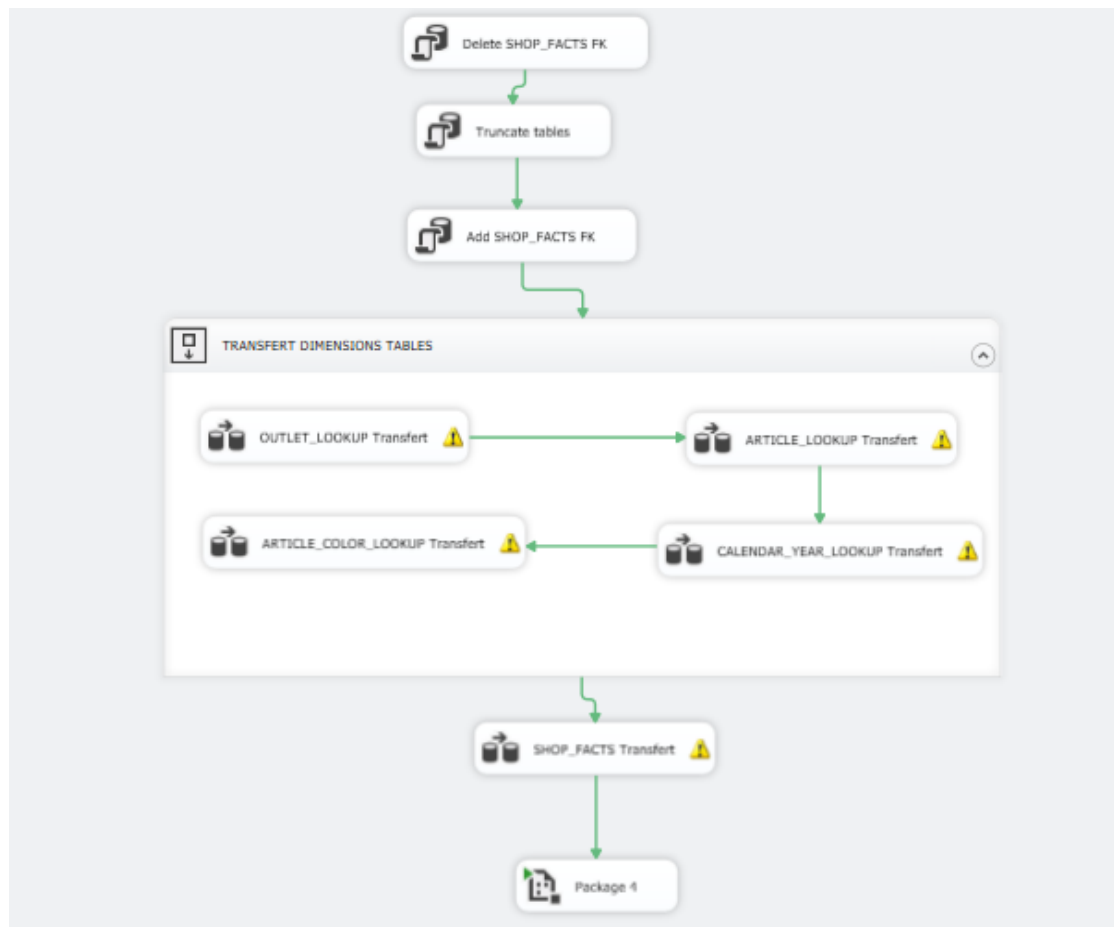 Delete SHOP_FACTS FK
Truncate tables
Add SHOP_FACTS FK
TRANSFERT DIMENSIONS TABLES
OUTLET_LOOKUP Transfert
ARTICLE_LOOKUP Transfert
ARTICLE_COLOR_LOOKUP Transfert
CALENDAR_YEAR_LOOKUP Transfert
SHOP_FACTS Transfert
Package 4